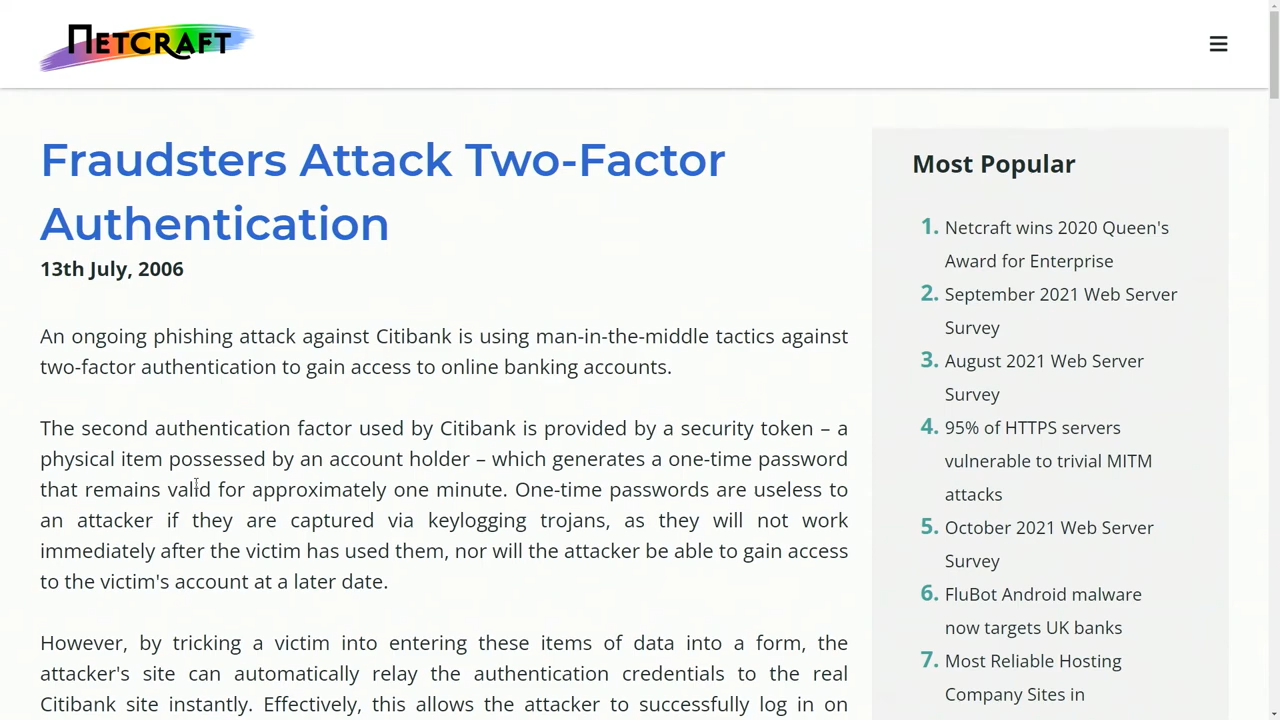 NETCRAFT
Fraudsters Attack Two-Factor
Authentication
13th July, 2006
An ongoing phishing attack against Citibank is using man-in-the-middle tactics against
two-factor authentication to gain access to online banking accounts.
The second authentication factor used by Citibank is provided by a security token – a
physical item possessed by an account holder – which generates a one-time password
that remains valid for approximately one minute. One-time passwords are useless to
an attacker if they are captured via keylogging trojans, as they will not work
immediately after the victim has used them, nor will the attacker be able to gain access
to the victim's account at a later date.
However, by tricking a victim into entering these items of data into a form, the
attacker's site can automatically relay the authentication credentials to the real
Citibank site instantly. Effectively, this allows the attacker to successfully log in on
Most Popular
1. Netcraft wins 2020 Queen's
Award for Enterprise
2. September 2021 Web Server
Survey
3. August 2021 Web Server
Survey
4. 95% of HTTPS servers
vulnerable to trivial MITM
attacks
5. October 2021 Web Server
Survey
6. FluBot Android malware
now targets UK banks
7. Most Reliable Hosting
Company Sites in